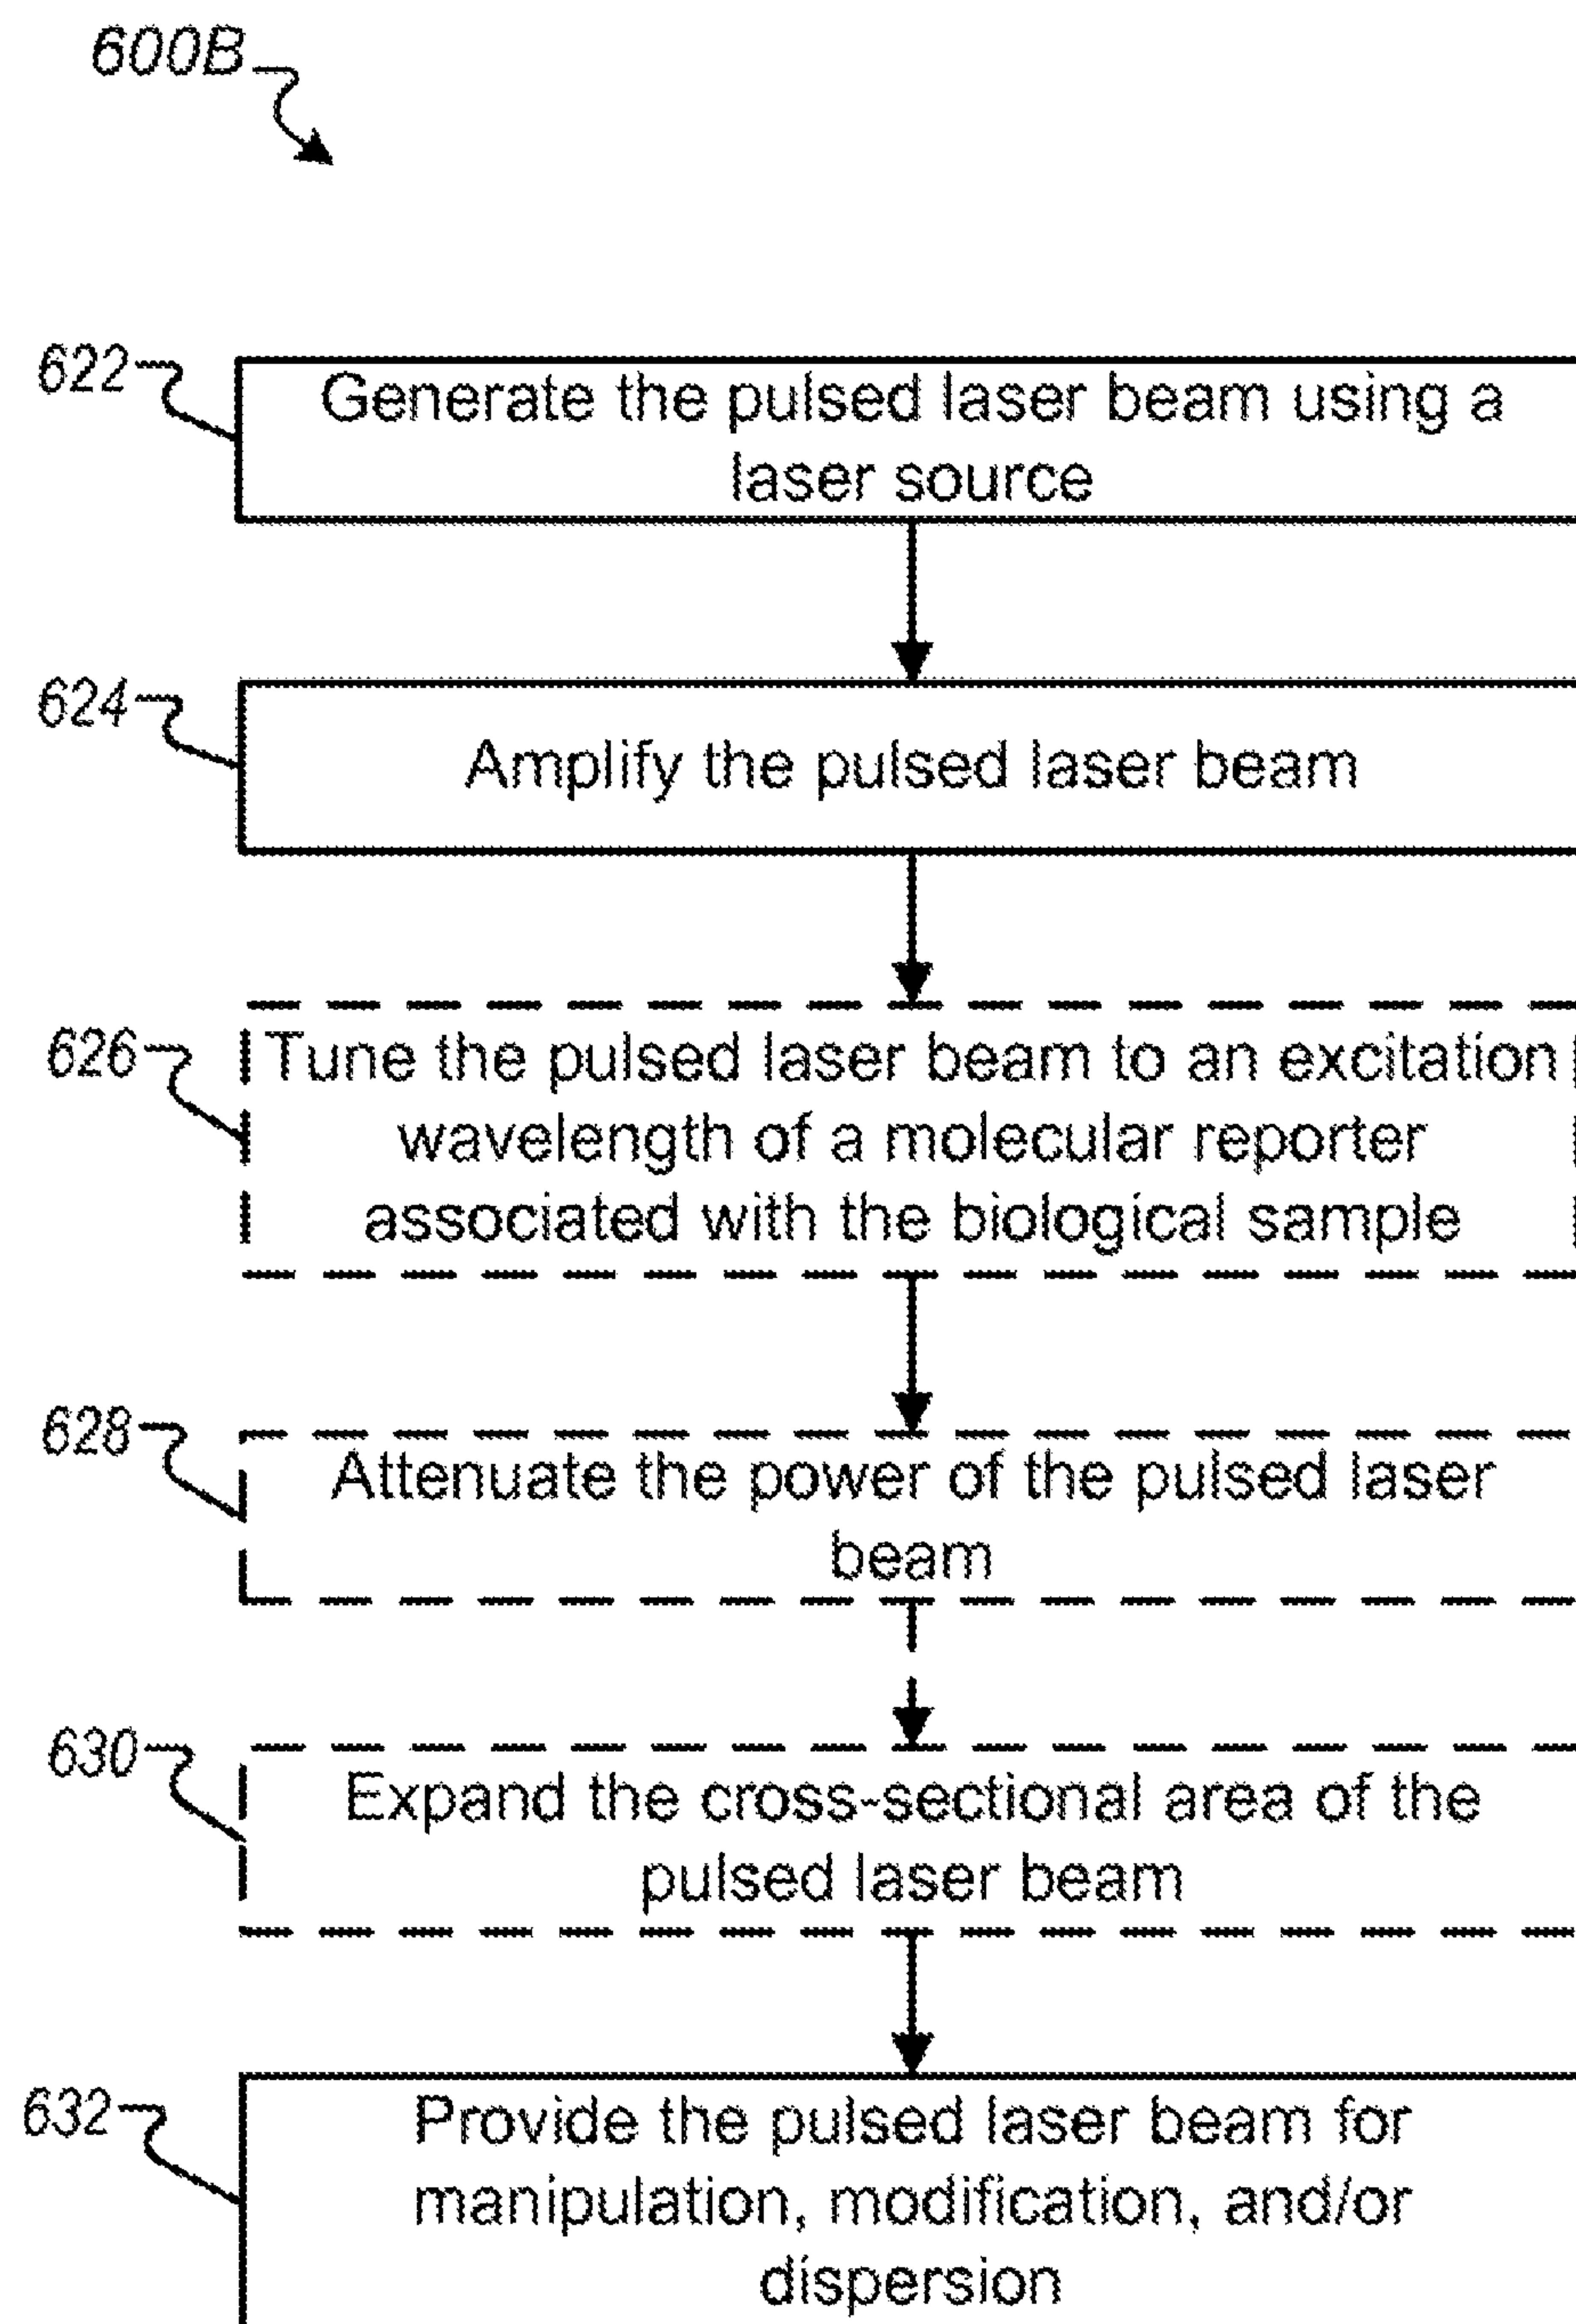 600B
622
Generate the pulsed laser beam using a
laser source
624
Amplify the pulsed laser beam
626
Tune the pulsed laser beam to an excitation
wavelength of a molecular reporter
associated with the biological sample
628
Attenuate the power of the pulsed laser
beam
630
Expand the cross-sectional area of the
pulsed laser beam
632
Provide the pulsed laser beam for
manipulation, modification, and/or
dispersion